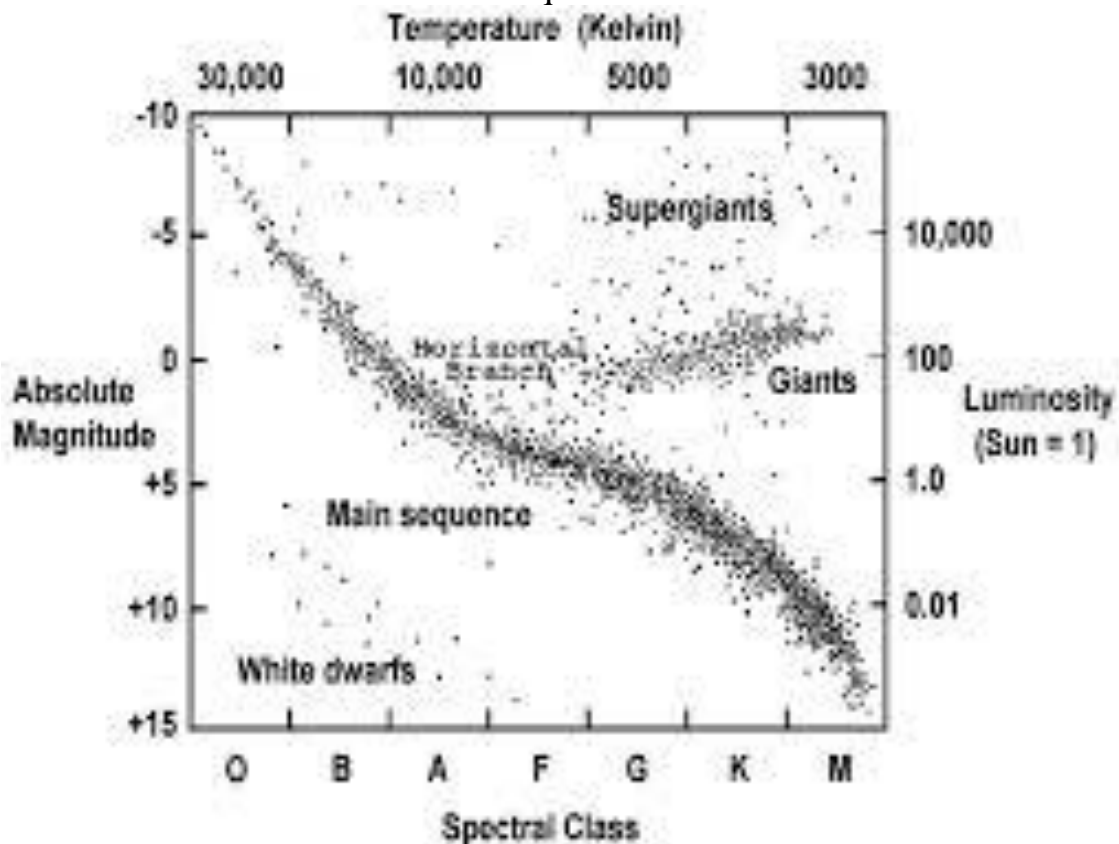 Temperature (Kelvin)
30,000 10,000 5000 3000
-10
Supergiants
-5 10,000
Horizontal
Branch
0 100
Giants
Absolute
Magnitude
Luminosity
(Sun = 1)
+5 1.0
Main sequence
+10 0.01
White dwarfs
+15
O B A F G K M
Spectral Class